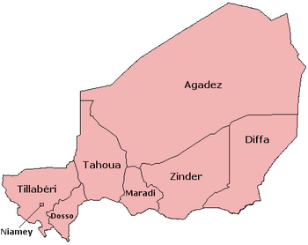 Agadez
Diffa
Tahoua
Zinder
Tillabéri
Maradi
Dosso
Niamey